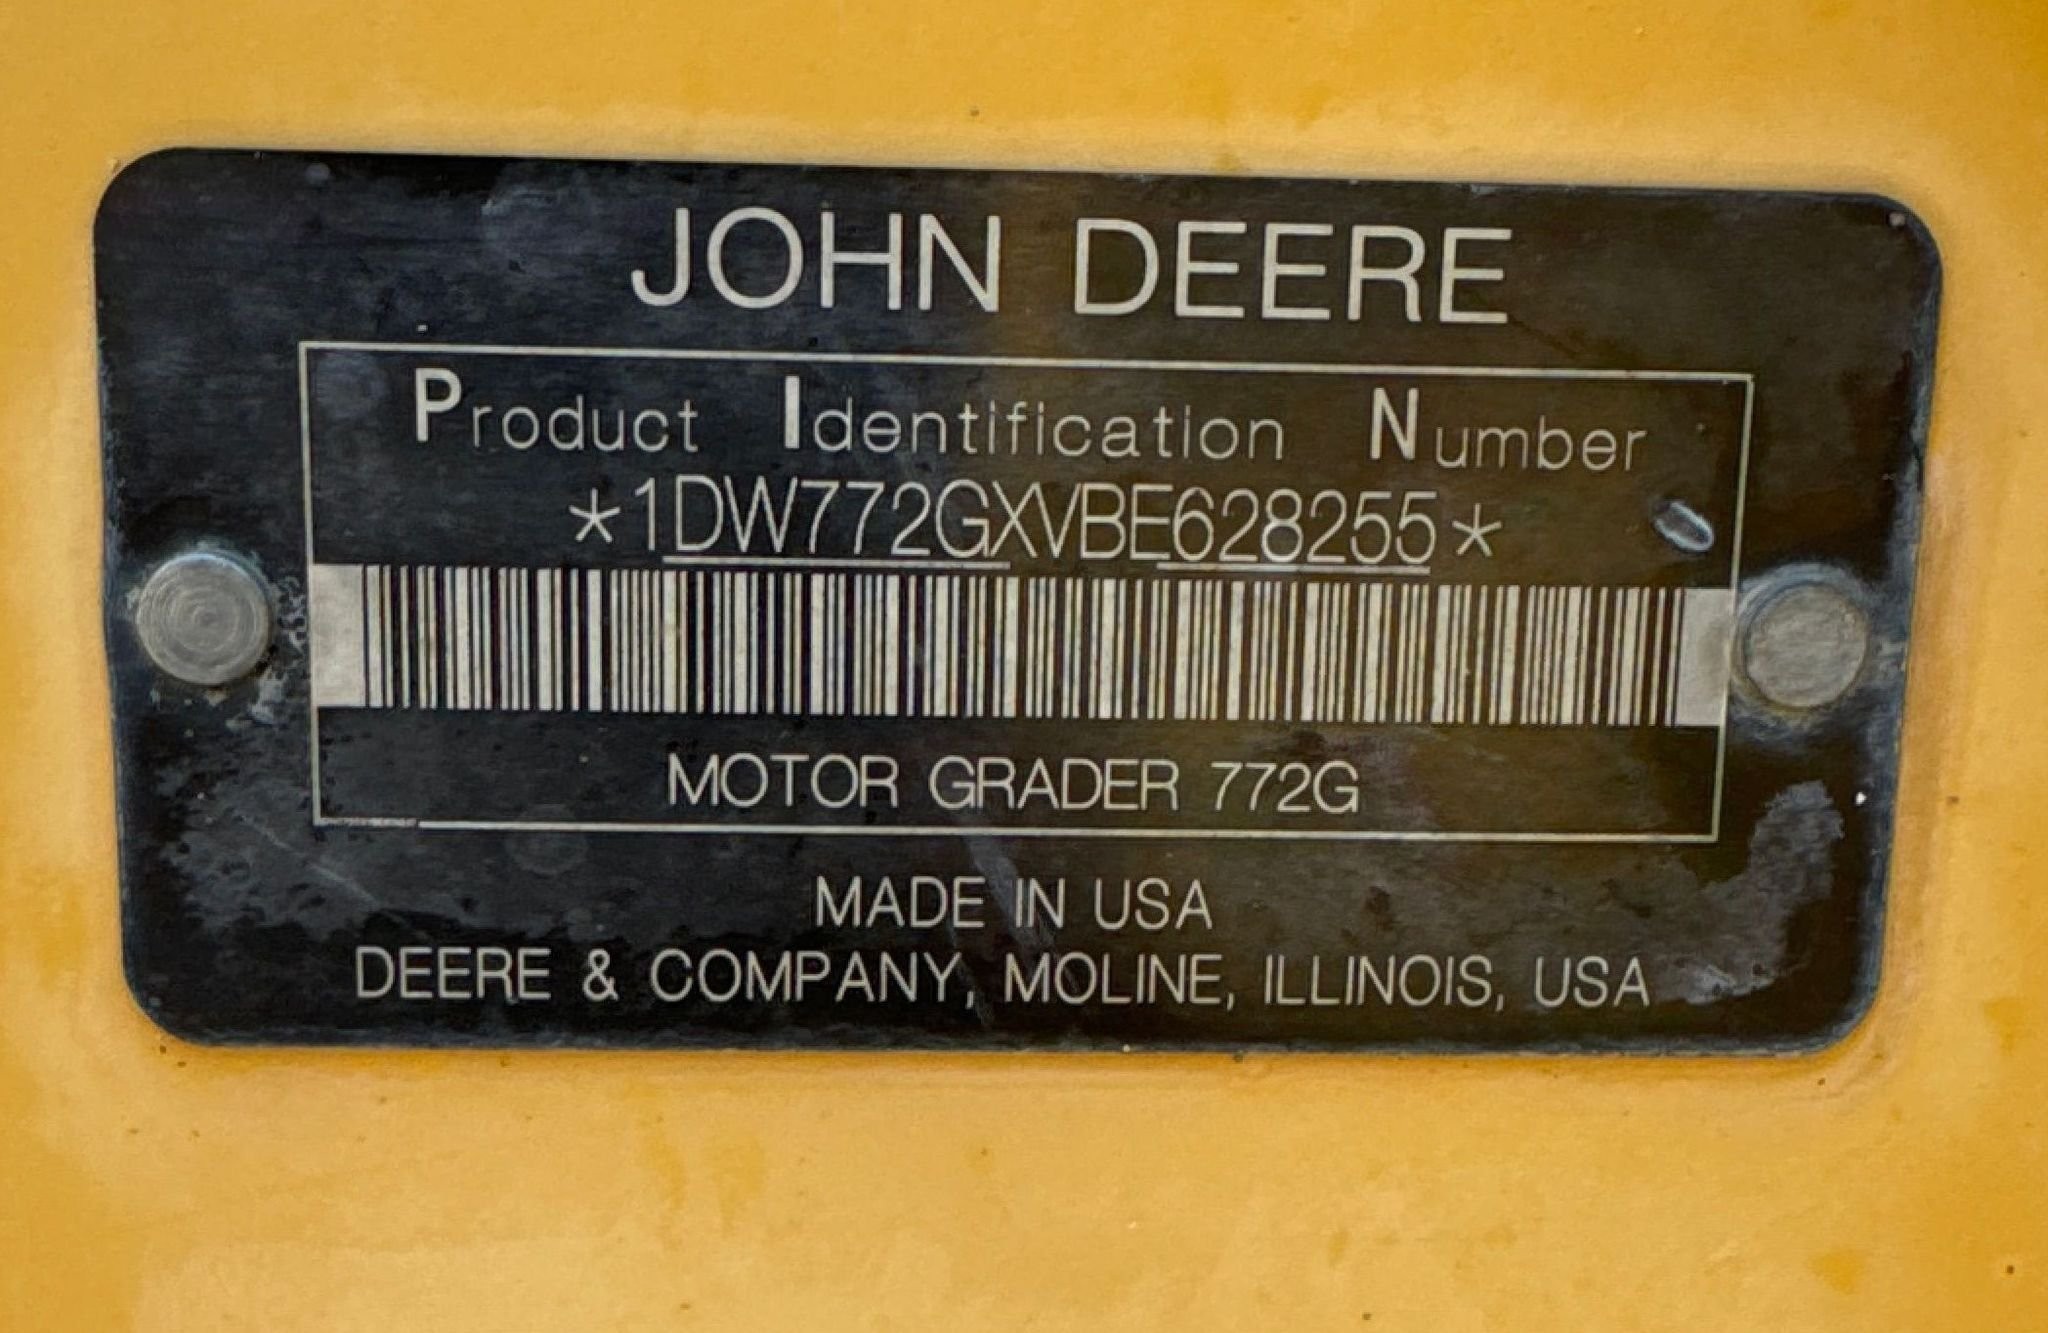 JOHN DEERE
Product Identification Number
*1DW772GXVBE628255*
MOTOR GRADER 772G
MADE IN USA
DEERE & COMPANY, MOLINE, ILLINOIS, USA